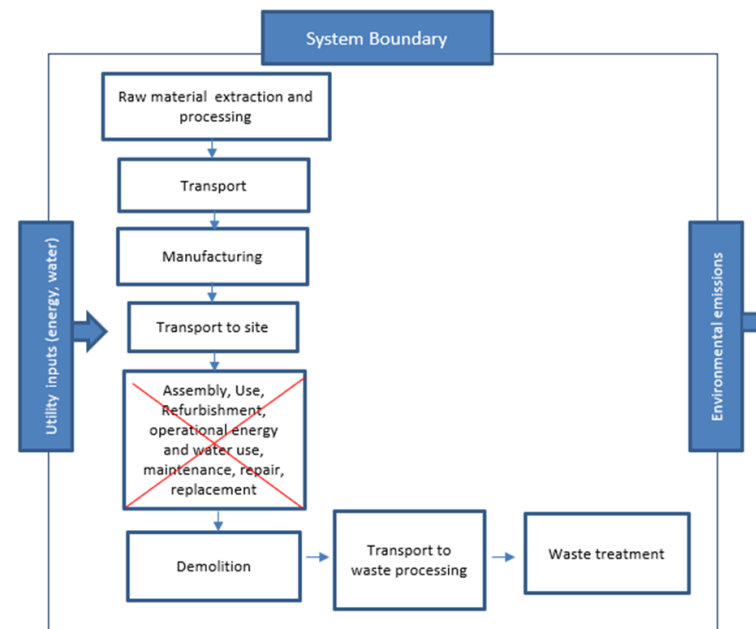 System Boundary
Raw material extraction and
processing
Transport
Manufacturing
Utility inputs (energy, water)
Transport to site
Environmental emissions
Assembly, Use,
Refurbishment,
operational energy
and water use,
maintenance, repair,
replacement
Demolition
Transport to
waste processing
Waste treatment